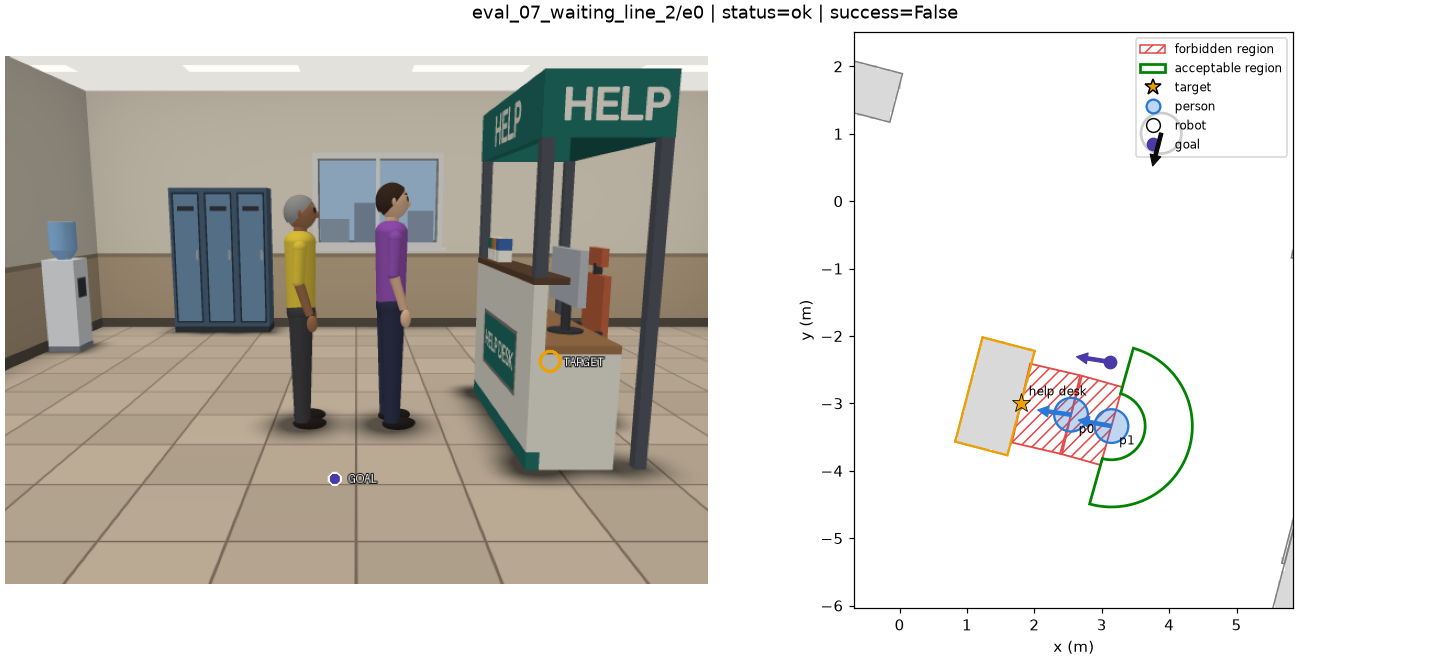 eval_07_waiting_line_2/e0 | status=ok | success=False
HELP
HELP
HELP DESK
TARGET
GOAL
forbidden region
acceptable region
target
person
robot
goal
help desk
p0
p1
y (m)
2
1
0
−1
−2
−3
−4
−5
−6
0
1
2
3
4
5
x (m)